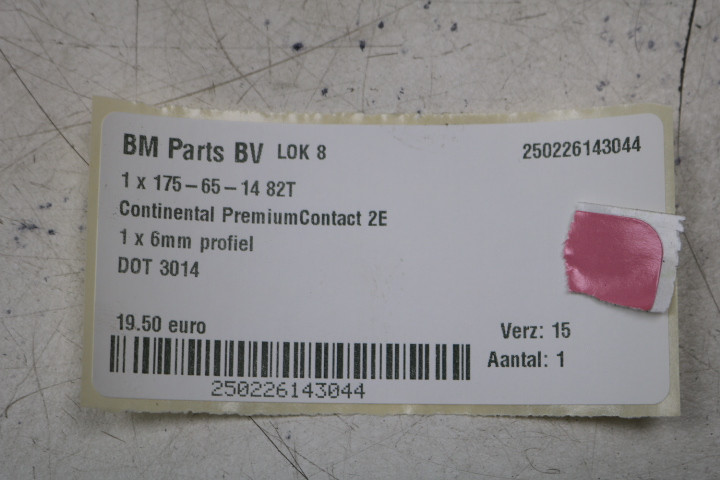 BM Parts BV LOK 8 250226143044
1 x 175-65-14 82T
Continental PremiumContact 2E
1 x 6mm profiel
DOT 3014
19.50 euro
Verz: 15
Aantal: 1
250226143044